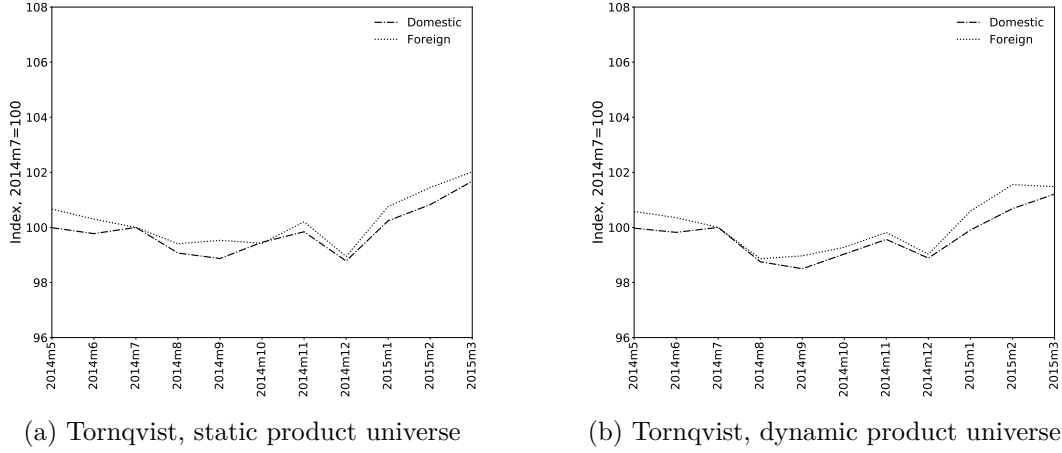 108
106
104
102
100
98
96
Index, 2014m7=100
Domestic
Foreign
2014m5
2014m6
2014m7
2014m8
2014m9
2014m10
2014m11
2014m12
2015m1
2015m2
2015m3
(a) Tornqvist, static product universe
108
106
104
102
100
98
96
Index, 2014m7=100
Domestic
Foreign
2014m5
2014m6
2014m7
2014m8
2014m9
2014m10
2014m11
2014m12
2015m1
2015m2
2015m3
(b) Tornqvist, dynamic product universe